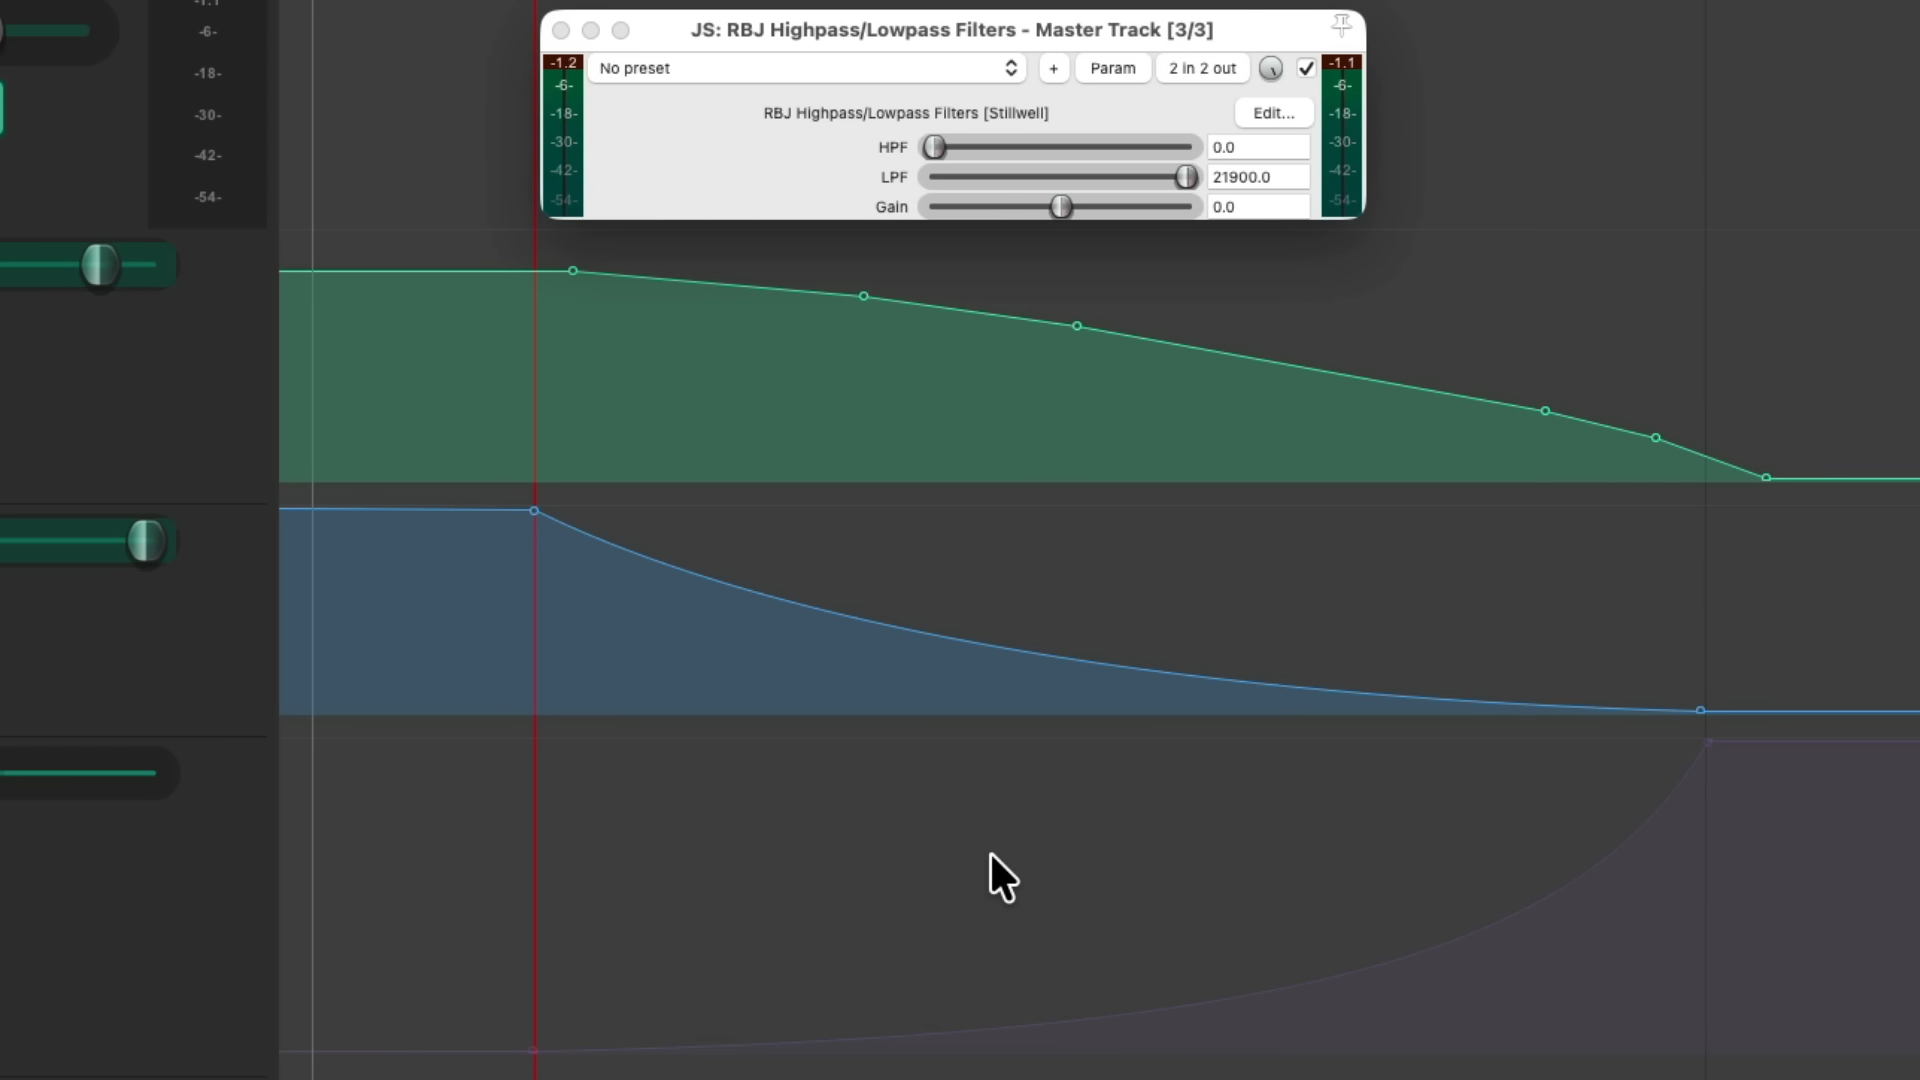 -1.1
-6-
-18-
-30-
-42-
-54-
JS: RBJ Highpass/Lowpass Filters - Master Track [3/3]
-1.2
No preset
+
Param
2 in 2 out
-1.1
-6-
-6-
-18-
RBJ Highpass/Lowpass Filters [Stillwell]
Edit...
-18-
-30-
HPF
0.0
-30-
-42-
LPF
21900.0
-42-
-54-
Gain
0.0
-54-